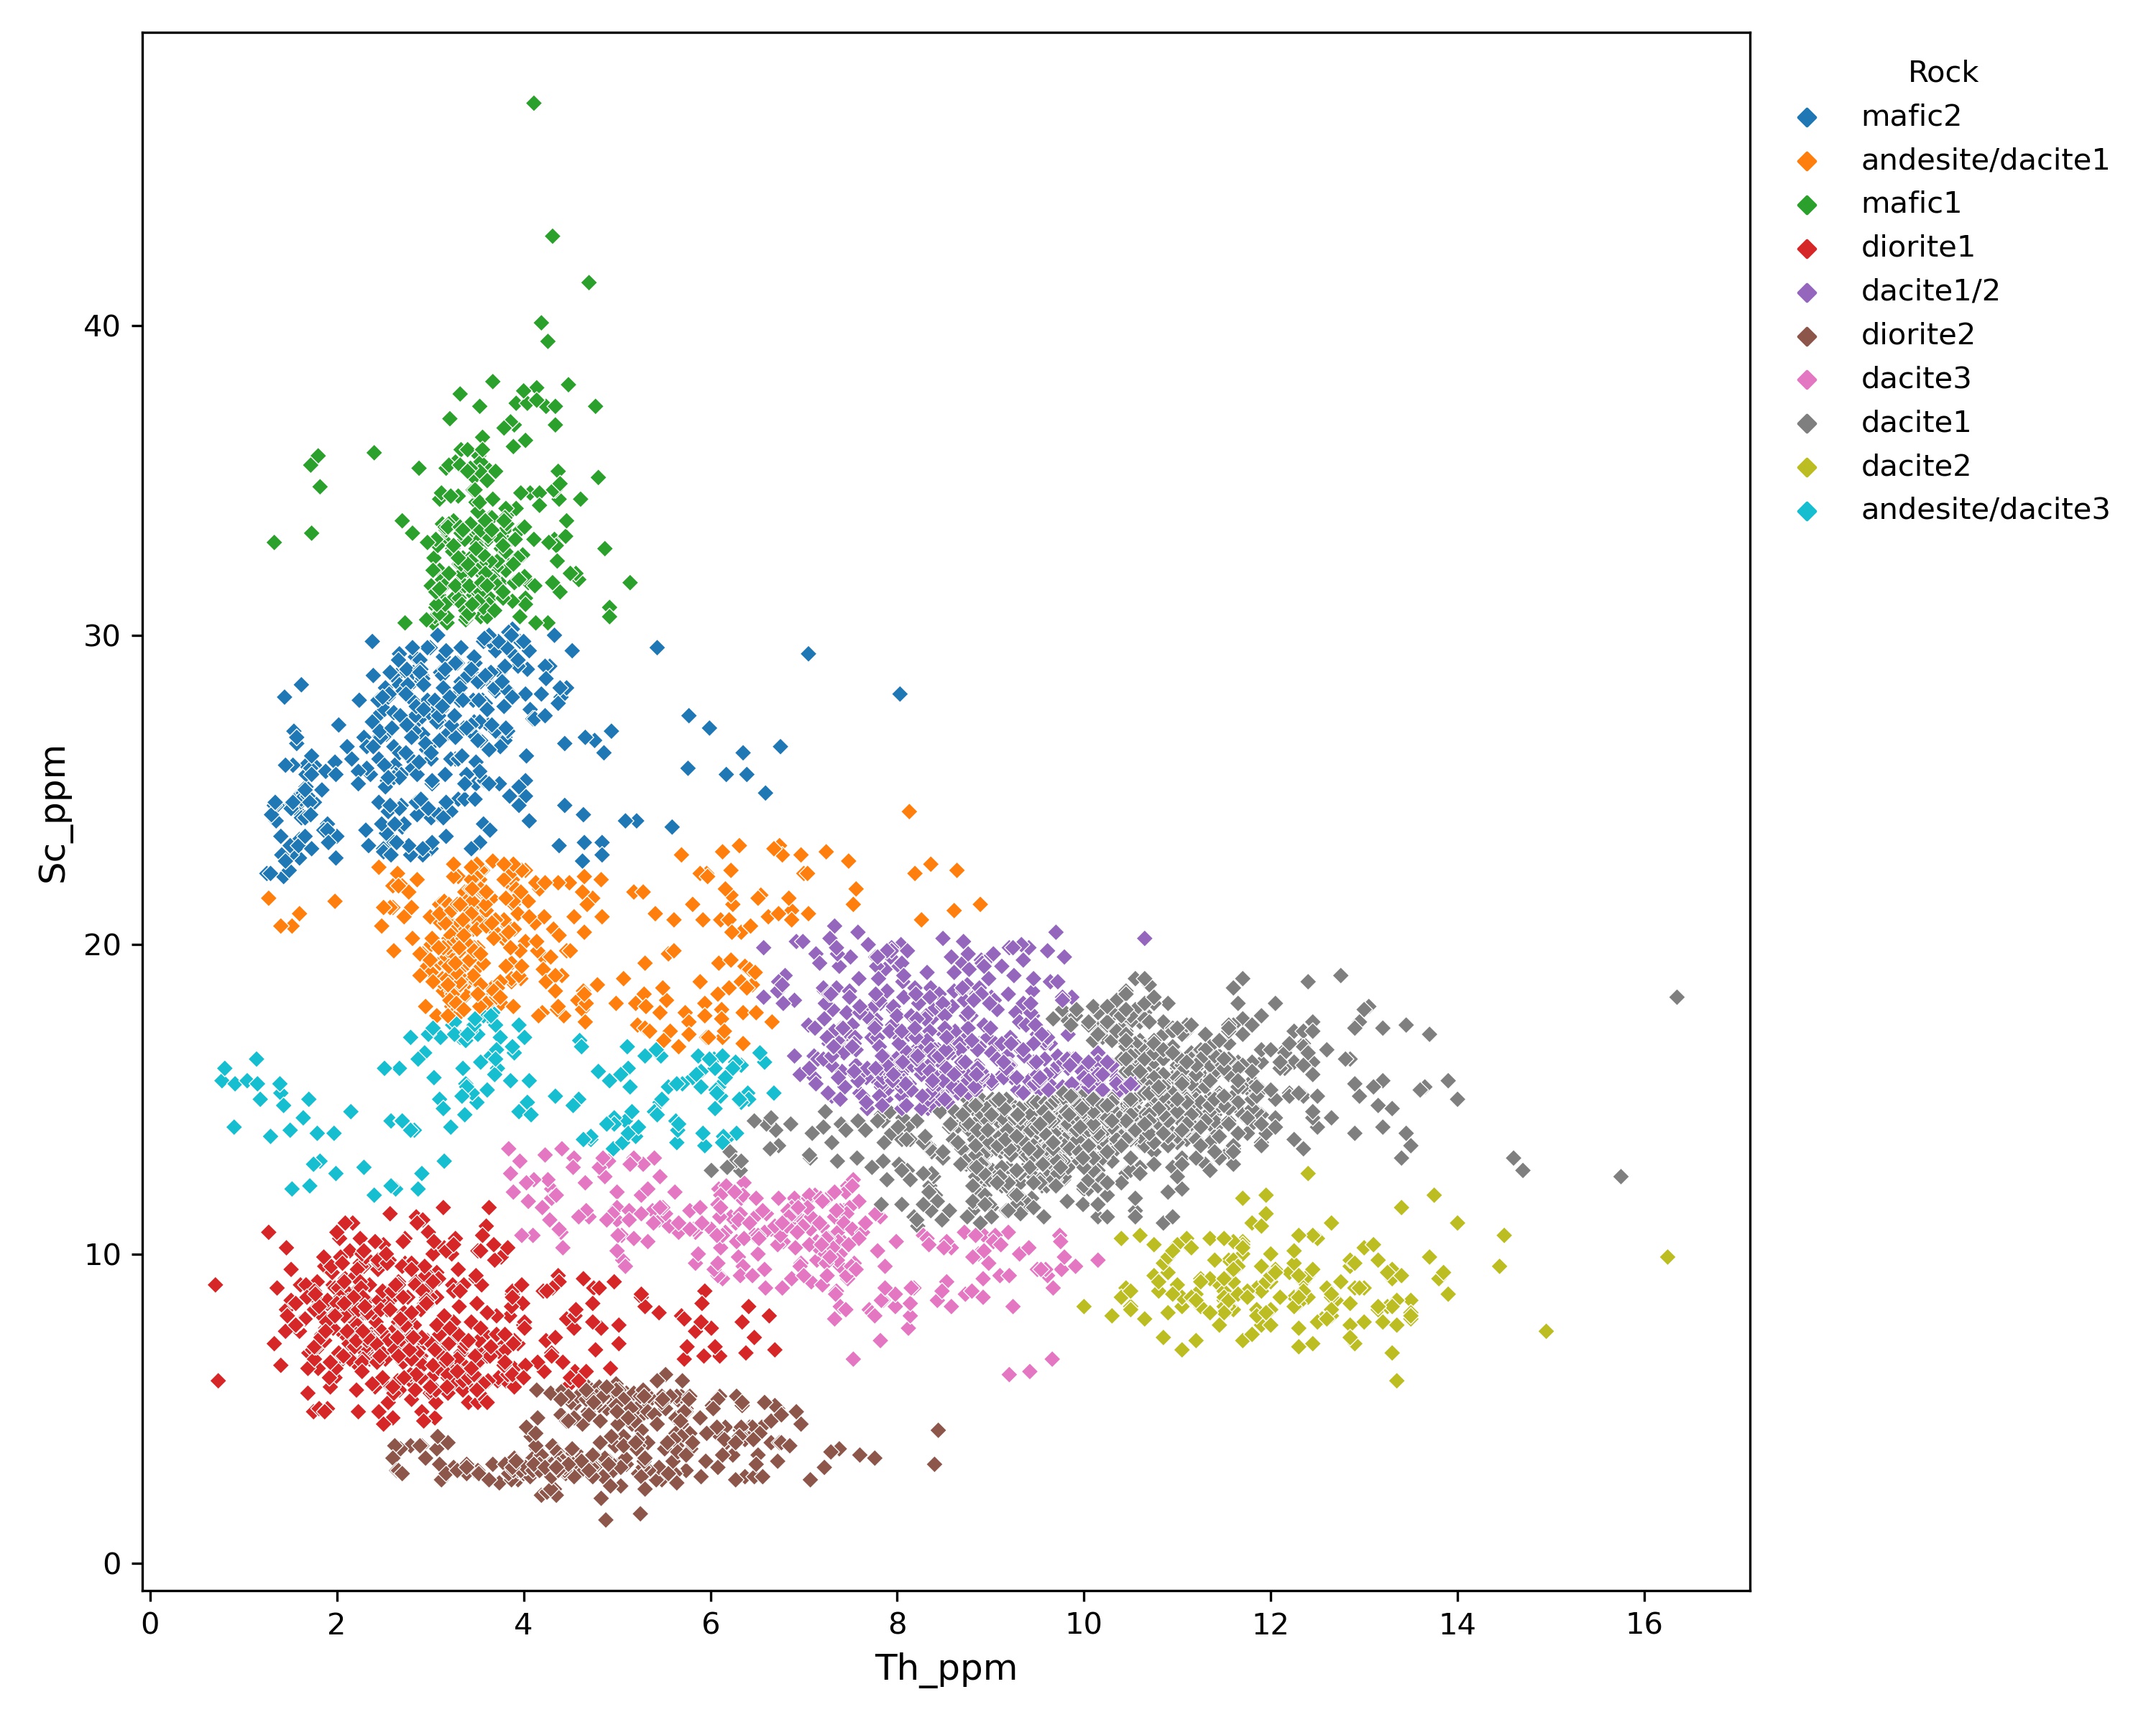 Rock
mafic2
andesite/dacite1
mafic1
diorite1
dacite1/2
diorite2
dacite3
dacite1
dacite2
andesite/dacite3
Sc_ppm
40
30
20
10
0
0 2 4 6 8 10 12 14 16
Th_ppm